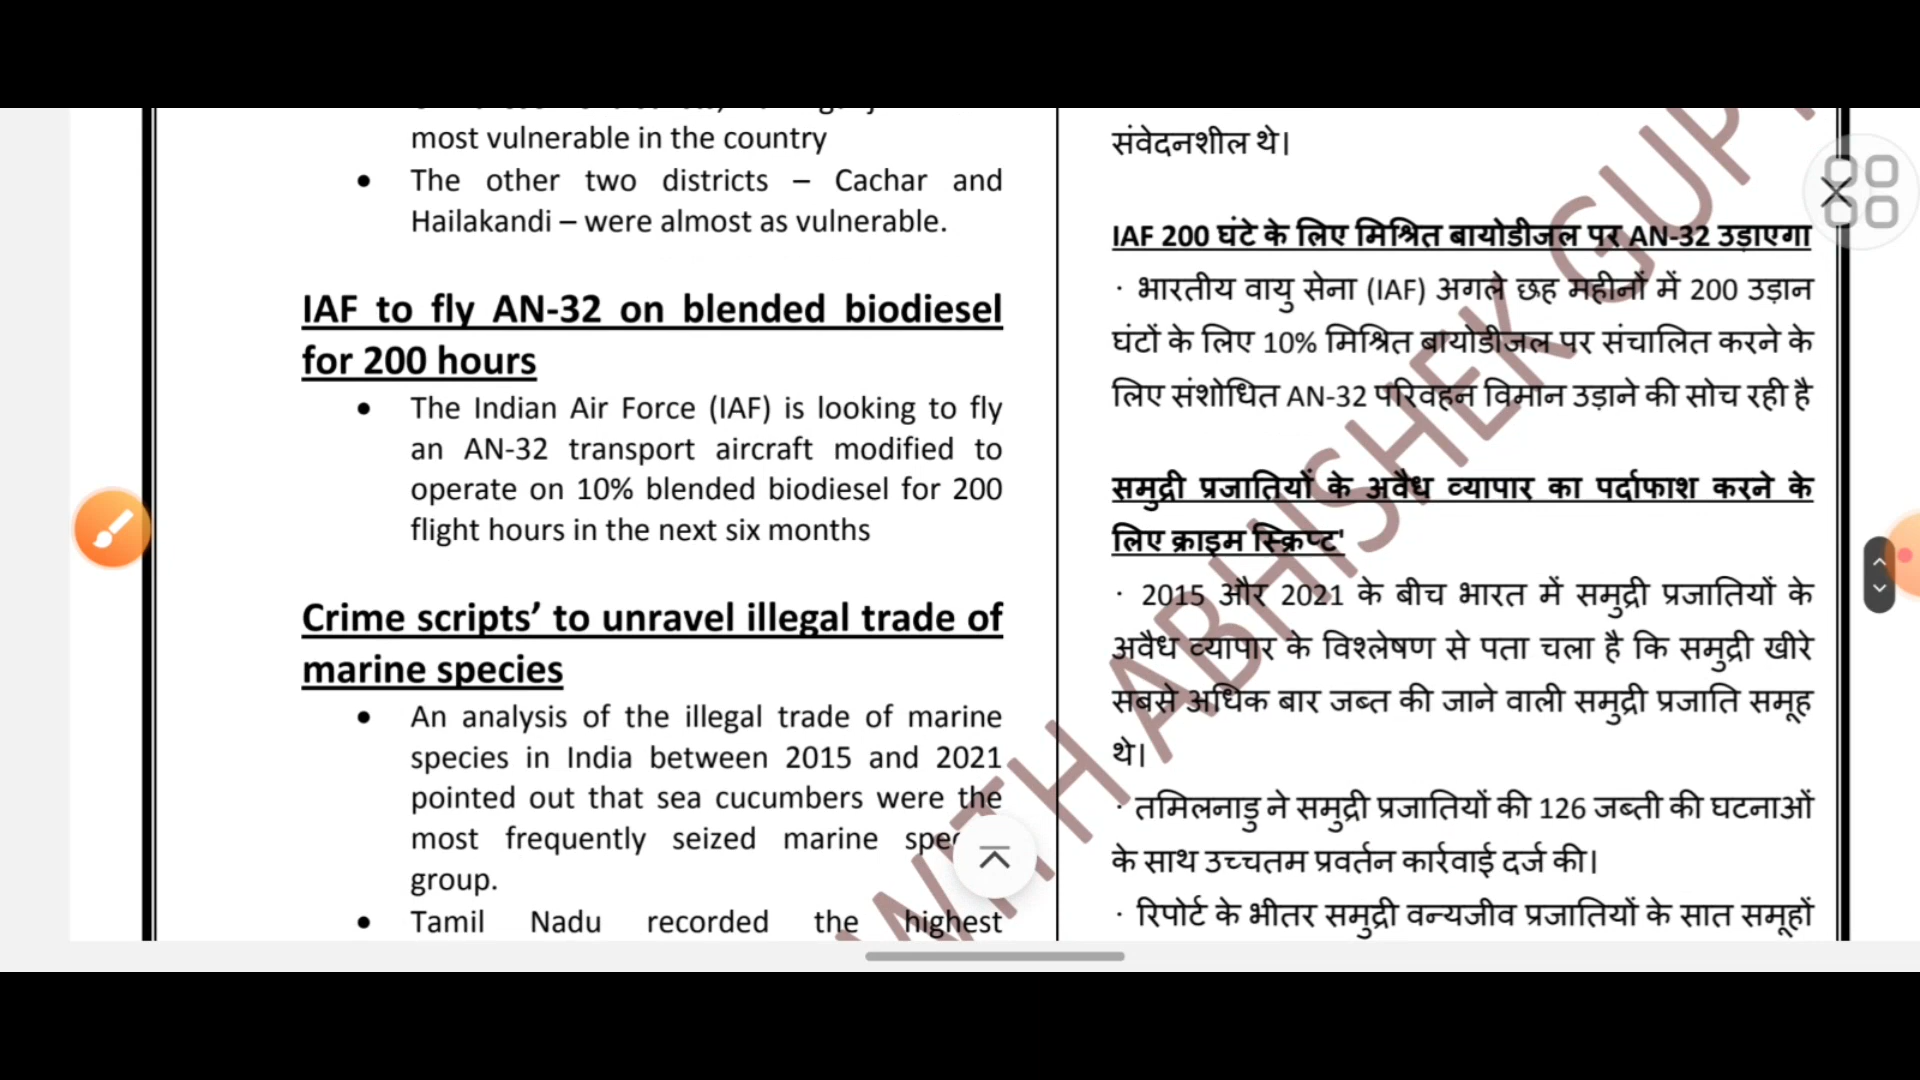 most vulnerable in the country
• The other two districts – Cachar and
Hailakandi – were almost as vulnerable.
IAF to fly AN-32 on blended biodiesel
for 200 hours
• The Indian Air Force (IAF) is looking to fly
an AN-32 transport aircraft modified to
operate on 10% blended biodiesel for 200
flight hours in the next six months
Crime scripts’ to unravel illegal trade of
marine species
• An analysis of the illegal trade of marine
species in India between 2015 and 2021
pointed out that sea cucumbers were the
most frequently seized marine
group.
• Tamil Nadu recorded the highest
संवेदनशील थे।
IAF 200 घंटे के लिए मिश्रित बायोडीजल पर AN-32 उड़ाएगा
· भारतीय वायु सेना (IAF) अगले छह महीनों में 200 उड़ान
घंटों के लिए 10% मिश्रित बायोडीजल पर संचालित करने के
लिए संशोधित AN-32 परिवहन विमान उड़ाने की सोच रही है
समुद्री प्रजातियों के अवैध व्यापार का पर्दाफाश करने के
लिए क्राइम स्क्रिप्ट'
· 2015 और 2021 के बीच भारत में समुद्री प्रजातियों के
अवैध व्यापार के विश्लेषण से पता चला है कि समुद्री खीरे
सबसे अधिक बार जब्त की जाने वाली समुद्री प्रजाति समूह
थे।
· तमिलनाडु ने समुद्री प्रजातियों की 126 जब्ती की घटनाओं
के साथ उच्चतम प्रवर्तन कार्रवाई दर्ज की।
· रिपोर्ट के भीतर समुद्री वन्यजीव प्रजातियों के सात समूहों
WITH ABHISHEK